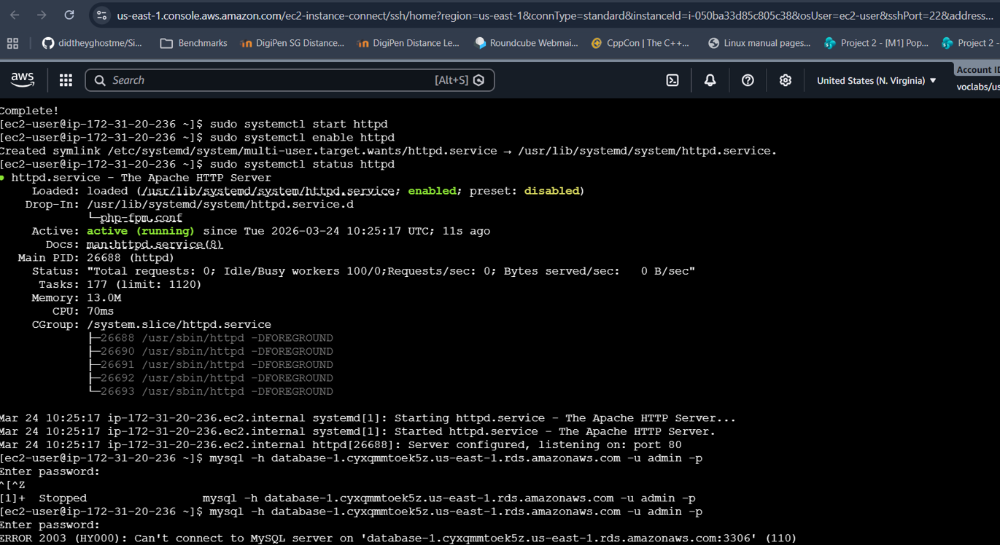 us-east-1.console.aws.amazon.com/ec2-instance-connect/ssh/home?region=us-east-1&connType=standard&instanceId=i-050ba33d85c805c38&osUser=ec2-user&sshPort=22&address...
didtheyghostme/Si... Benchmarks DigiPen SG Distance... DigiPen Distance Le... Roundcube Webmai... CppCon | The C++... Linux manual pages... Project 2 - [M1] Pop... Project 2 -
aws Search [Alt+S] United States (N. Virginia) ▼ Account ID
voclabs/us
Complete!
[ec2-user@ip-172-31-20-236 ~]$ sudo systemctl start httpd
[ec2-user@ip-172-31-20-236 ~]$ sudo systemctl enable httpd
Created symlink /etc/systemd/system/multi-user.target.wants/httpd.service → /usr/lib/systemd/system/httpd.service.
[ec2-user@ip-172-31-20-236 ~]$ sudo systemctl status httpd
● httpd.service - The Apache HTTP Server
Loaded: loaded (/usr/lib/systemd/system/httpd.service; enabled; preset: disabled)
Drop-In: /usr/lib/systemd/system/httpd.service.d
└─php-fpm.conf
Active: active (running) since Tue 2026-03-24 10:25:17 UTC; 11s ago
Docs: man:httpd.service(8)
Main PID: 26688 (httpd)
Status: "Total requests: 0; Idle/Busy workers 100/0;Requests/sec: 0; Bytes served/sec:   0 B/sec"
Tasks: 177 (limit: 1120)
Memory: 13.0M
CPU: 70ms
CGroup: /system.slice/httpd.service
├─26688 /usr/sbin/httpd -DFOREGROUND
├─26690 /usr/sbin/httpd -DFOREGROUND
├─26691 /usr/sbin/httpd -DFOREGROUND
├─26692 /usr/sbin/httpd -DFOREGROUND
└─26693 /usr/sbin/httpd -DFOREGROUND
Mar 24 10:25:17 ip-172-31-20-236.ec2.internal systemd[1]: Starting httpd.service - The Apache HTTP Server...
Mar 24 10:25:17 ip-172-31-20-236.ec2.internal systemd[1]: Started httpd.service - The Apache HTTP Server.
Mar 24 10:25:17 ip-172-31-20-236.ec2.internal httpd[26688]: Server configured, listening on: port 80
[ec2-user@ip-172-31-20-236 ~]$ mysql -h database-1.cyxqmmtoek5z.us-east-1.rds.amazonaws.com -u admin -p
Enter password:
^[^Z
[1]+  Stopped                 mysql -h database-1.cyxqmmtoek5z.us-east-1.rds.amazonaws.com -u admin -p
[ec2-user@ip-172-31-20-236 ~]$ mysql -h database-1.cyxqmmtoek5z.us-east-1.rds.amazonaws.com -u admin -p
Enter password:
ERROR 2003 (HY000): Can't connect to MySQL server on 'database-1.cyxqmmtoek5z.us-east-1.rds.amazonaws.com:3306' (110)